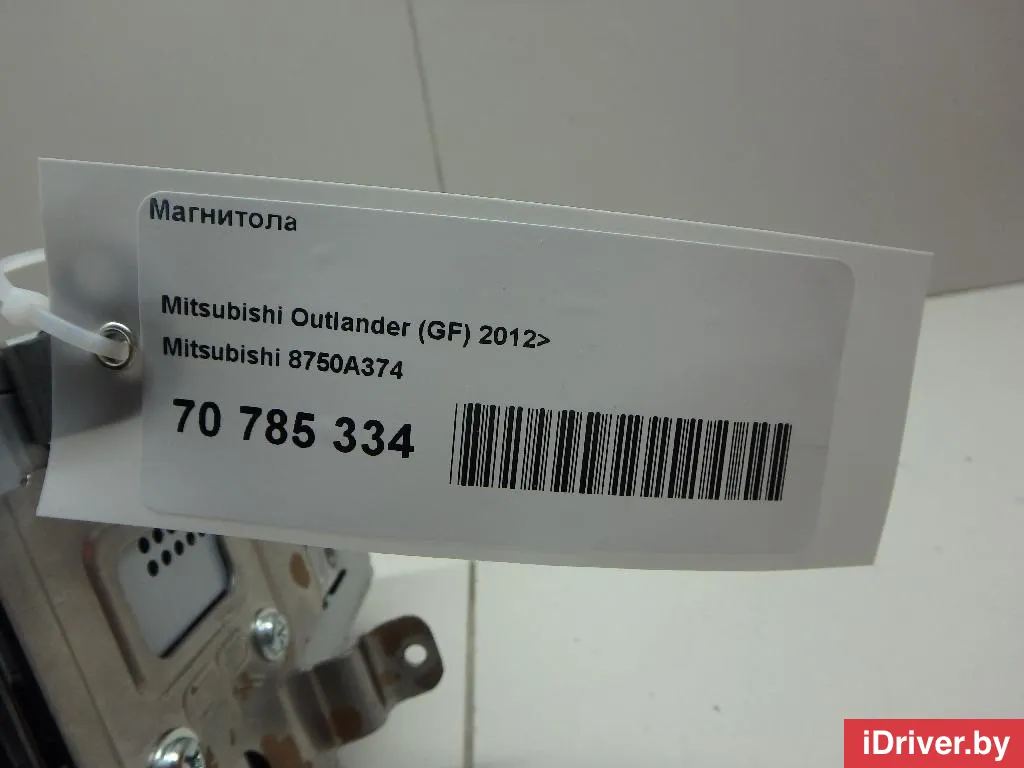 Магнитола
Mitsubishi Outlander (GF) 2012>
Mitsubishi 8750A374
70 785 334
iDriver.by